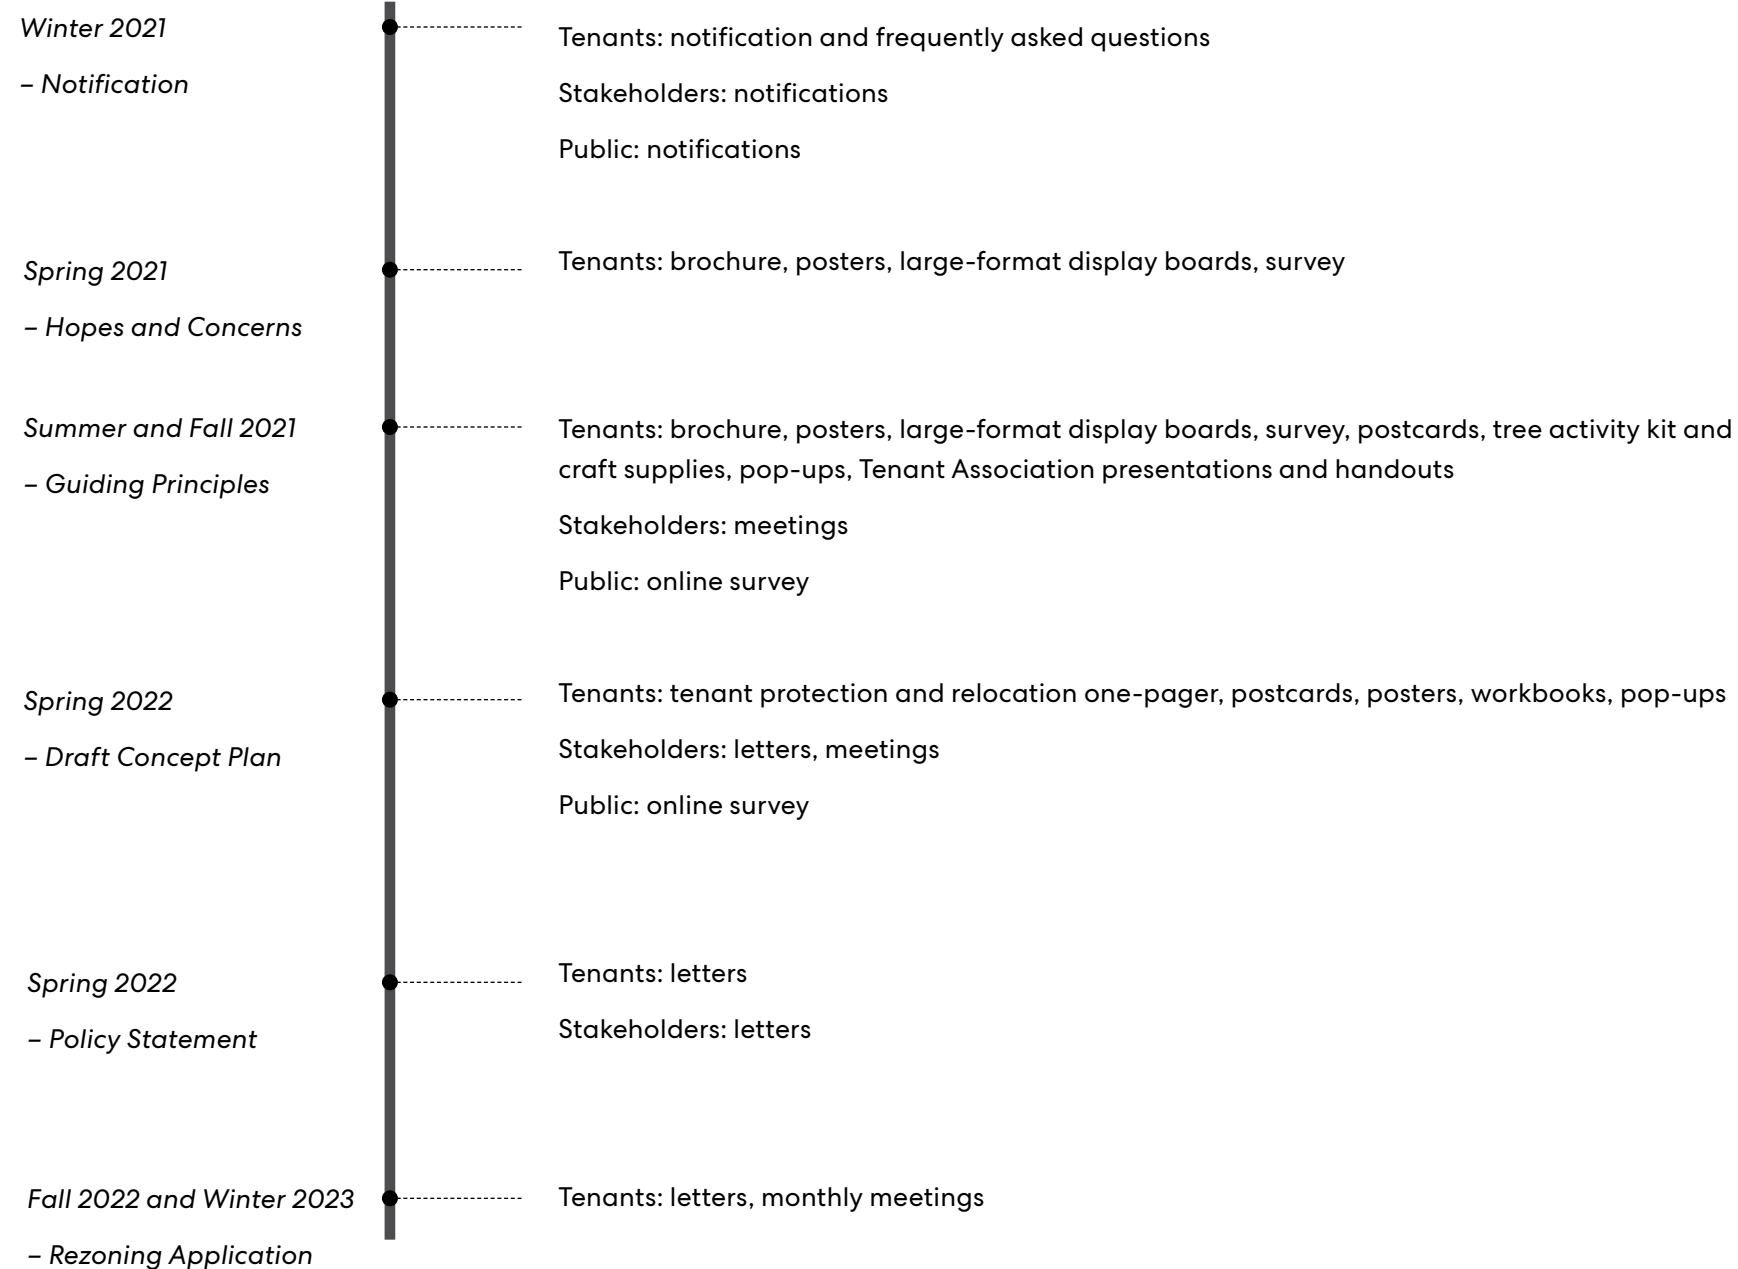 Winter 2021
– Notification
Tenants: notification and frequently asked questions
Stakeholders: notifications
Public: notifications
Spring 2021
– Hopes and Concerns
Tenants: brochure, posters, large-format display boards, survey
Summer and Fall 2021
– Guiding Principles
Tenants: brochure, posters, large-format display boards, survey, postcards, tree activity kit and
craft supplies, pop-ups, Tenant Association presentations and handouts
Stakeholders: meetings
Public: online survey
Spring 2022
– Draft Concept Plan
Tenants: tenant protection and relocation one-pager, postcards, posters, workbooks, pop-ups
Stakeholders: letters, meetings
Public: online survey
Spring 2022
– Policy Statement
Tenants: letters
Stakeholders: letters
Fall 2022 and Winter 2023
– Rezoning Application
Tenants: letters, monthly meetings